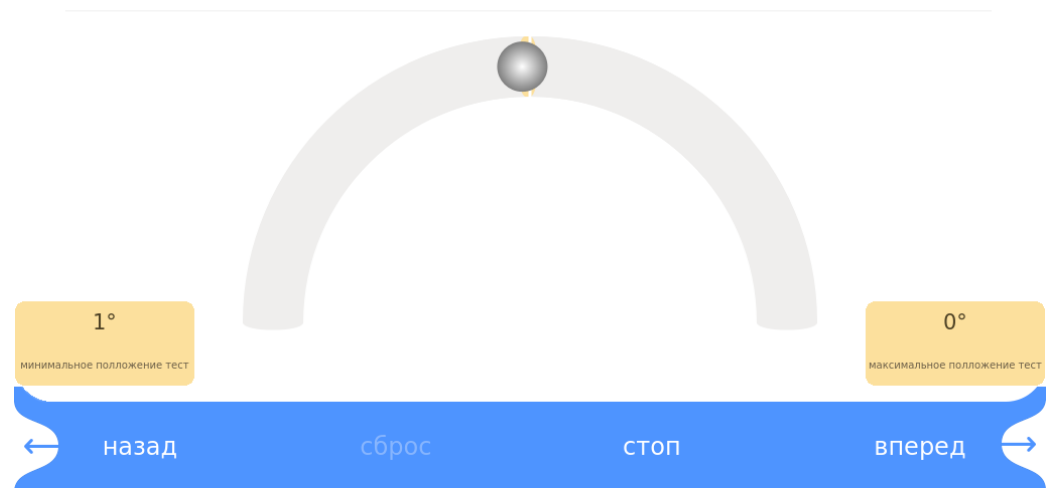 1°
минимальное полложение тест
0°
максимальное полложение тест
← назад сброс стоп вперед →